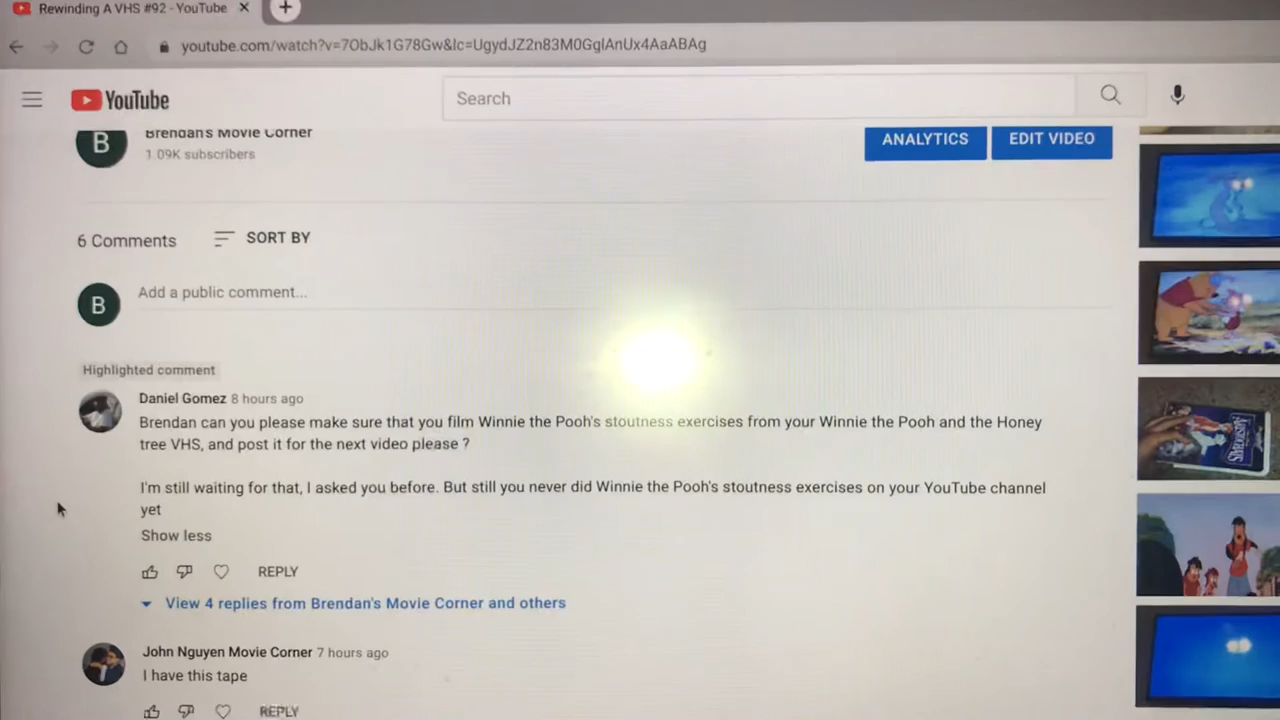 Rewinding A VHS #92 - YouTube
youtube.com/watch?v=7ObJk1G78Gw&lc=UgydJZ2n83M0GglAnUx4AaABAg
YouTube
Search
B
Brendan's Movie Corner
1.09K subscribers
ANALYTICS
EDIT VIDEO
6 Comments
SORT BY
B
Add a public comment...
Highlighted comment
Daniel Gomez 8 hours ago
Brendan can you please make sure that you film Winnie the Pooh's stoutness exercises from your Winnie the Pooh and the Honey
tree VHS, and post it for the next video please ?
I'm still waiting for that, I asked you before. But still you never did Winnie the Pooh's stoutness exercises on your YouTube channel
yet
Show less
REPLY
View 4 replies from Brendan's Movie Corner and others
John Nguyen Movie Corner 7 hours ago
I have this tape
REPLY